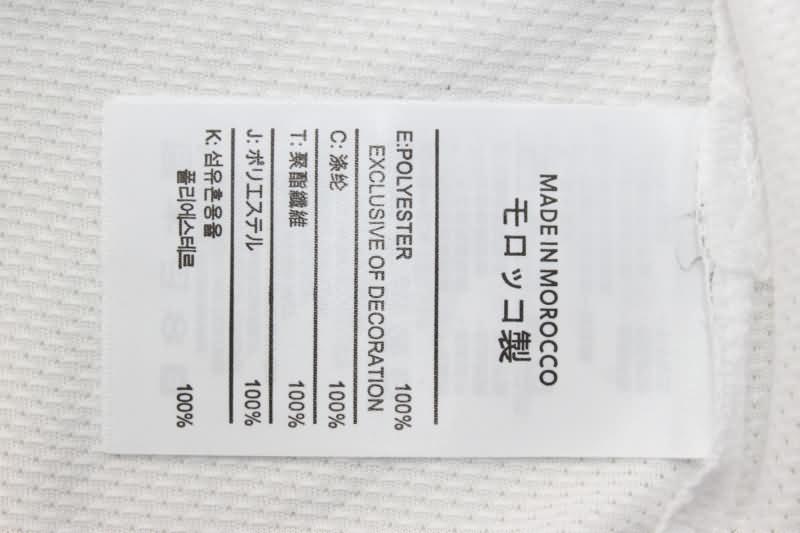 MADE IN MOROCCO
モロッコ製
E:POLYESTER 100%
EXCLUSIVE OF DECORATION
C: 涤纶 100%
T: 聚酯纖維 100%
J: ポリエステル 100%
K: 섬유혼용율
폴리에스테르 100%